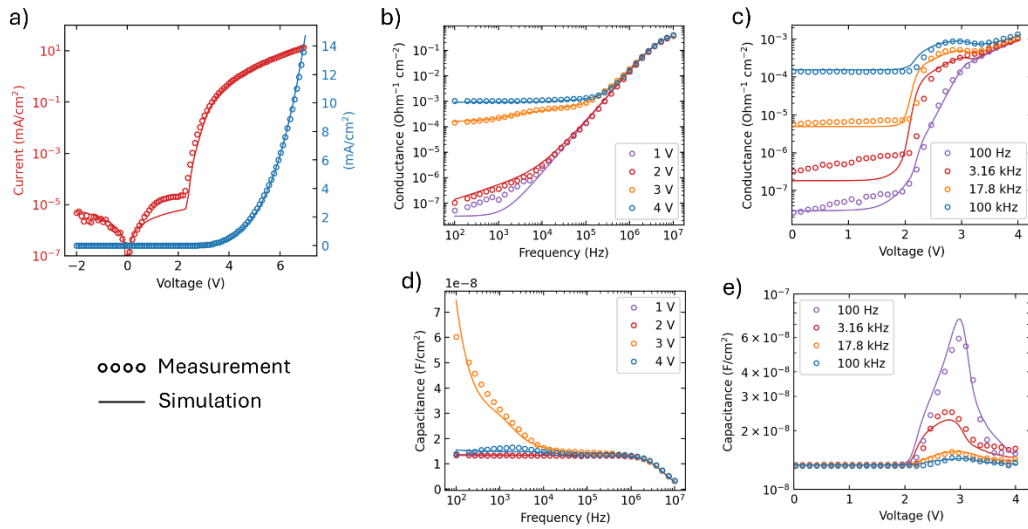 a)
10¹
10⁻¹
10⁻³
10⁻⁵
10⁻⁷
Current (mA/cm²)
14
12
10
8
6
4
2
0
(mA/cm²)
−2
0
2
4
6
Voltage (V)
b)
10⁻¹
10⁻²
10⁻³
10⁻⁴
10⁻⁵
10⁻⁶
10⁻⁷
Conductance (Ohm⁻¹ cm⁻²)
1 V
2 V
3 V
4 V
10² 10³ 10⁴ 10⁵ 10⁶ 10⁷
Frequency (Hz)
c)
10⁻³
10⁻⁴
10⁻⁵
10⁻⁶
10⁻⁷
Conductance (Ohm⁻¹ cm⁻²)
100 Hz
3.16 kHz
17.8 kHz
100 kHz
0 1 2 3 4
Voltage (V)
Measurement
Simulation
d)
1e−8
7
6
5
4
3
2
1
0
Capacitance (F/cm²)
1 V
2 V
3 V
4 V
10² 10³ 10⁴ 10⁵ 10⁶ 10⁷
Frequency (Hz)
e)
10⁻⁷
6 × 10⁻⁸
4 × 10⁻⁸
3 × 10⁻⁸
2 × 10⁻⁸
10⁻⁸
Capacitance (F/cm²)
100 Hz
3.16 kHz
17.8 kHz
100 kHz
0 1 2 3 4
Voltage (V)